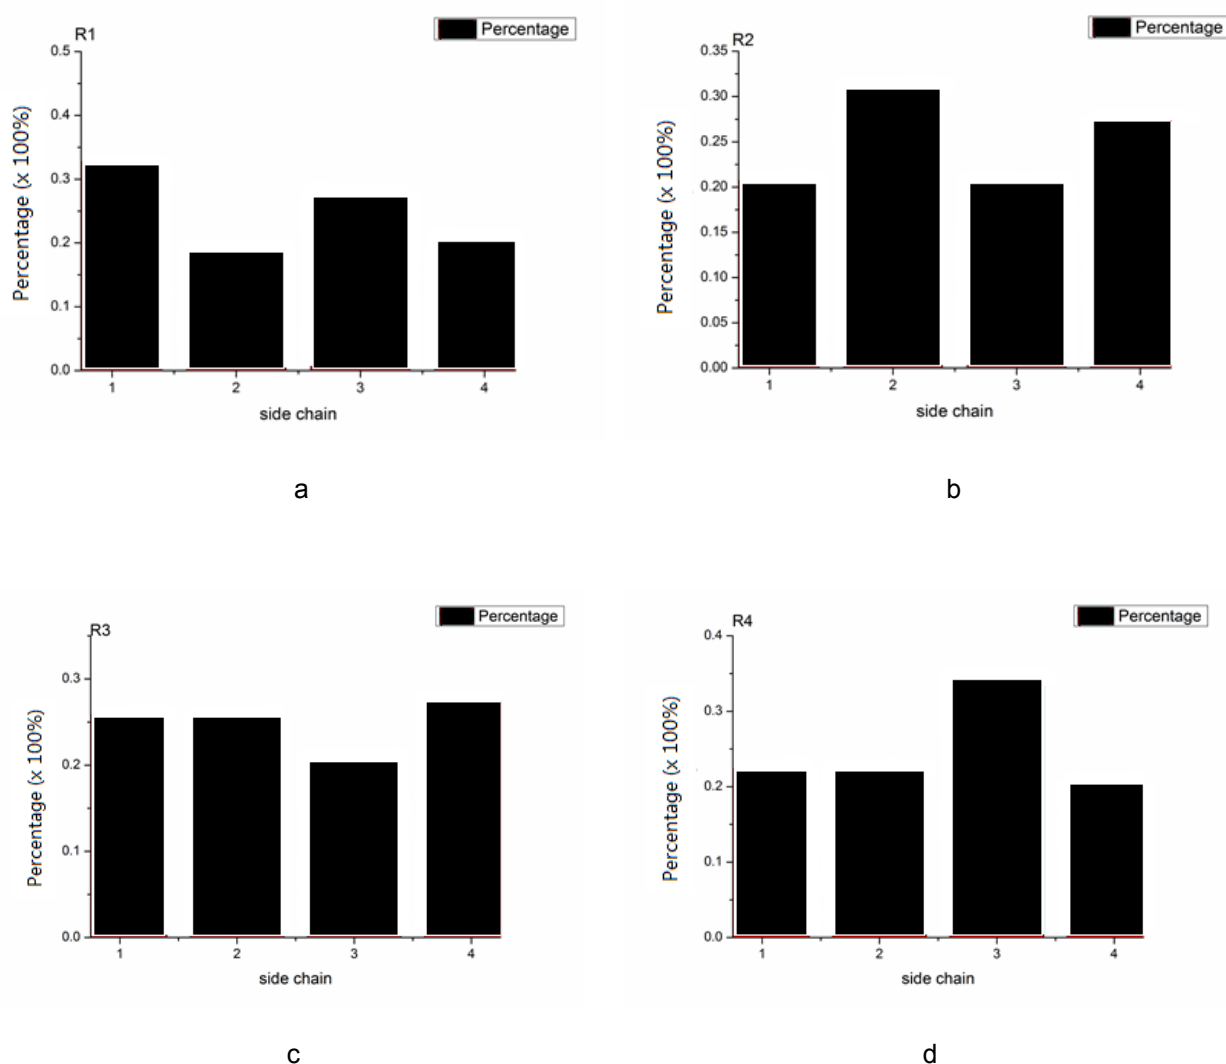 R1
Percentage
0.5
0.4
0.3
0.2
0.1
0.0
Percentage (x 100%)
1 2 3 4
side chain
a
R2
Percentage
0.35
0.30
0.25
0.20
0.15
0.10
0.05
0.00
Percentage (x 100%)
1 2 3 4
side chain
b
R3
Percentage
0.3
0.2
0.1
0.0
Percentage (x 100%)
1 2 3 4
side chain
c
R4
Percentage
0.4
0.3
0.2
0.1
0.0
Percentage (x 100%)
1 2 3 4
side chain
d